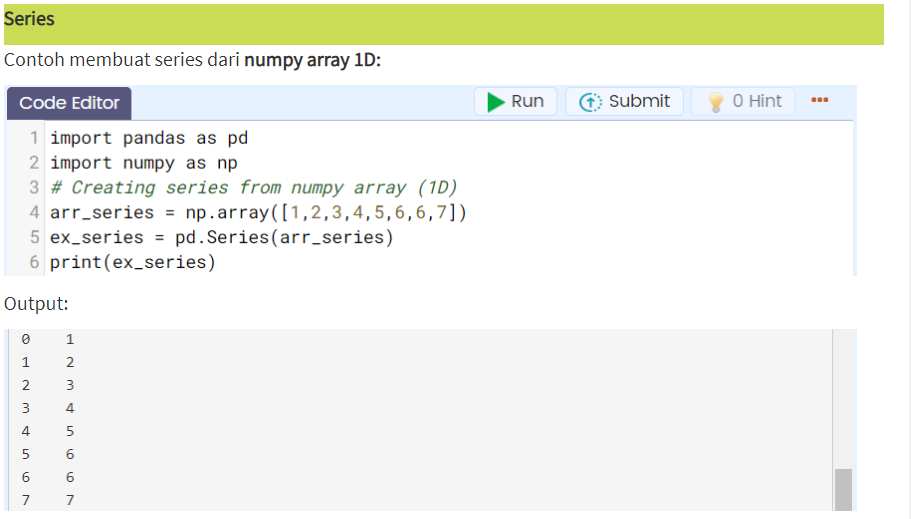 Series
Contoh membuat series dari numpy array 1D:
Code Editor Run Submit 0 Hint •••
1 import pandas as pd
2 import numpy as np
3 # Creating series from numpy array (1D)
4 arr_series = np.array([1,2,3,4,5,6,6,7])
5 ex_series = pd.Series(arr_series)
6 print(ex_series)
Output:
0 1
1 2
2 3
3 4
4 5
5 6
6 6
7 7